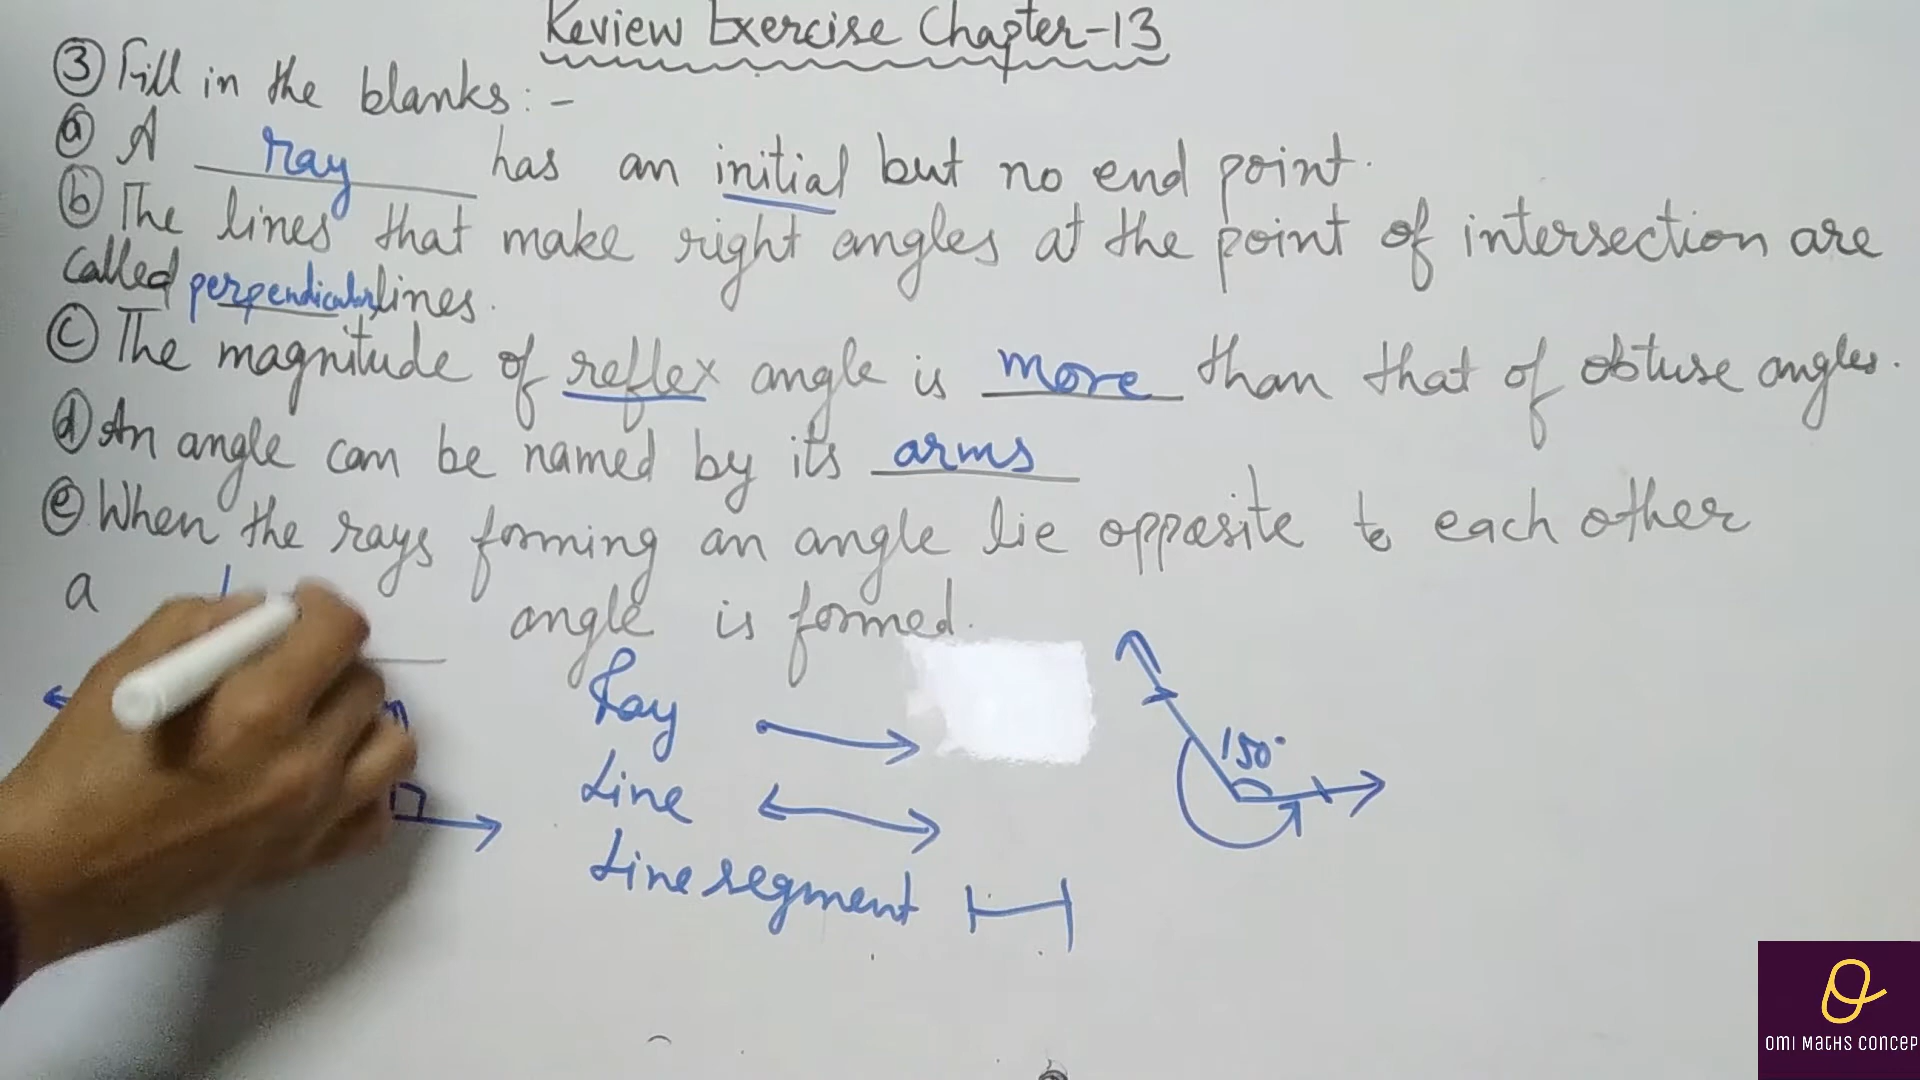 Review Exercise Chapter-13
③ Fill in the blanks:-
ⓐ A ray has an initial but no end point.
ⓑ The lines that make right angles at the point of intersection are
called perpendicular lines.
ⓒ The magnitude of reflex angle is more than that of obtuse angles.
ⓓ An angle can be named by its arms
ⓔ When the rays forming an angle lie opposite to each other
a angle is formed.
Ray
150°
Line
Line segment
OMI MATHS CONCEP